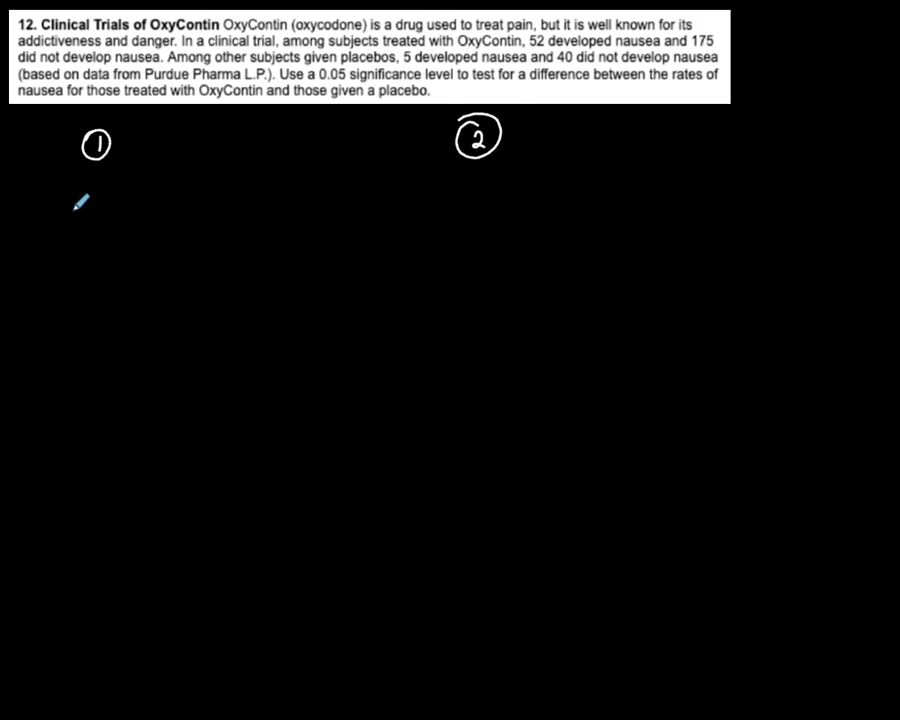 12. Clinical Trials of OxyContin OxyContin (oxycodone) is a drug used to treat pain, but it is well known for its
addictiveness and danger. In a clinical trial, among subjects treated with OxyContin, 52 developed nausea and 175
did not develop nausea. Among other subjects given placebos, 5 developed nausea and 40 did not develop nausea
(based on data from Purdue Pharma L.P.). Use a 0.05 significance level to test for a difference between the rates of
nausea for those treated with OxyContin and those given a placebo.
1 2